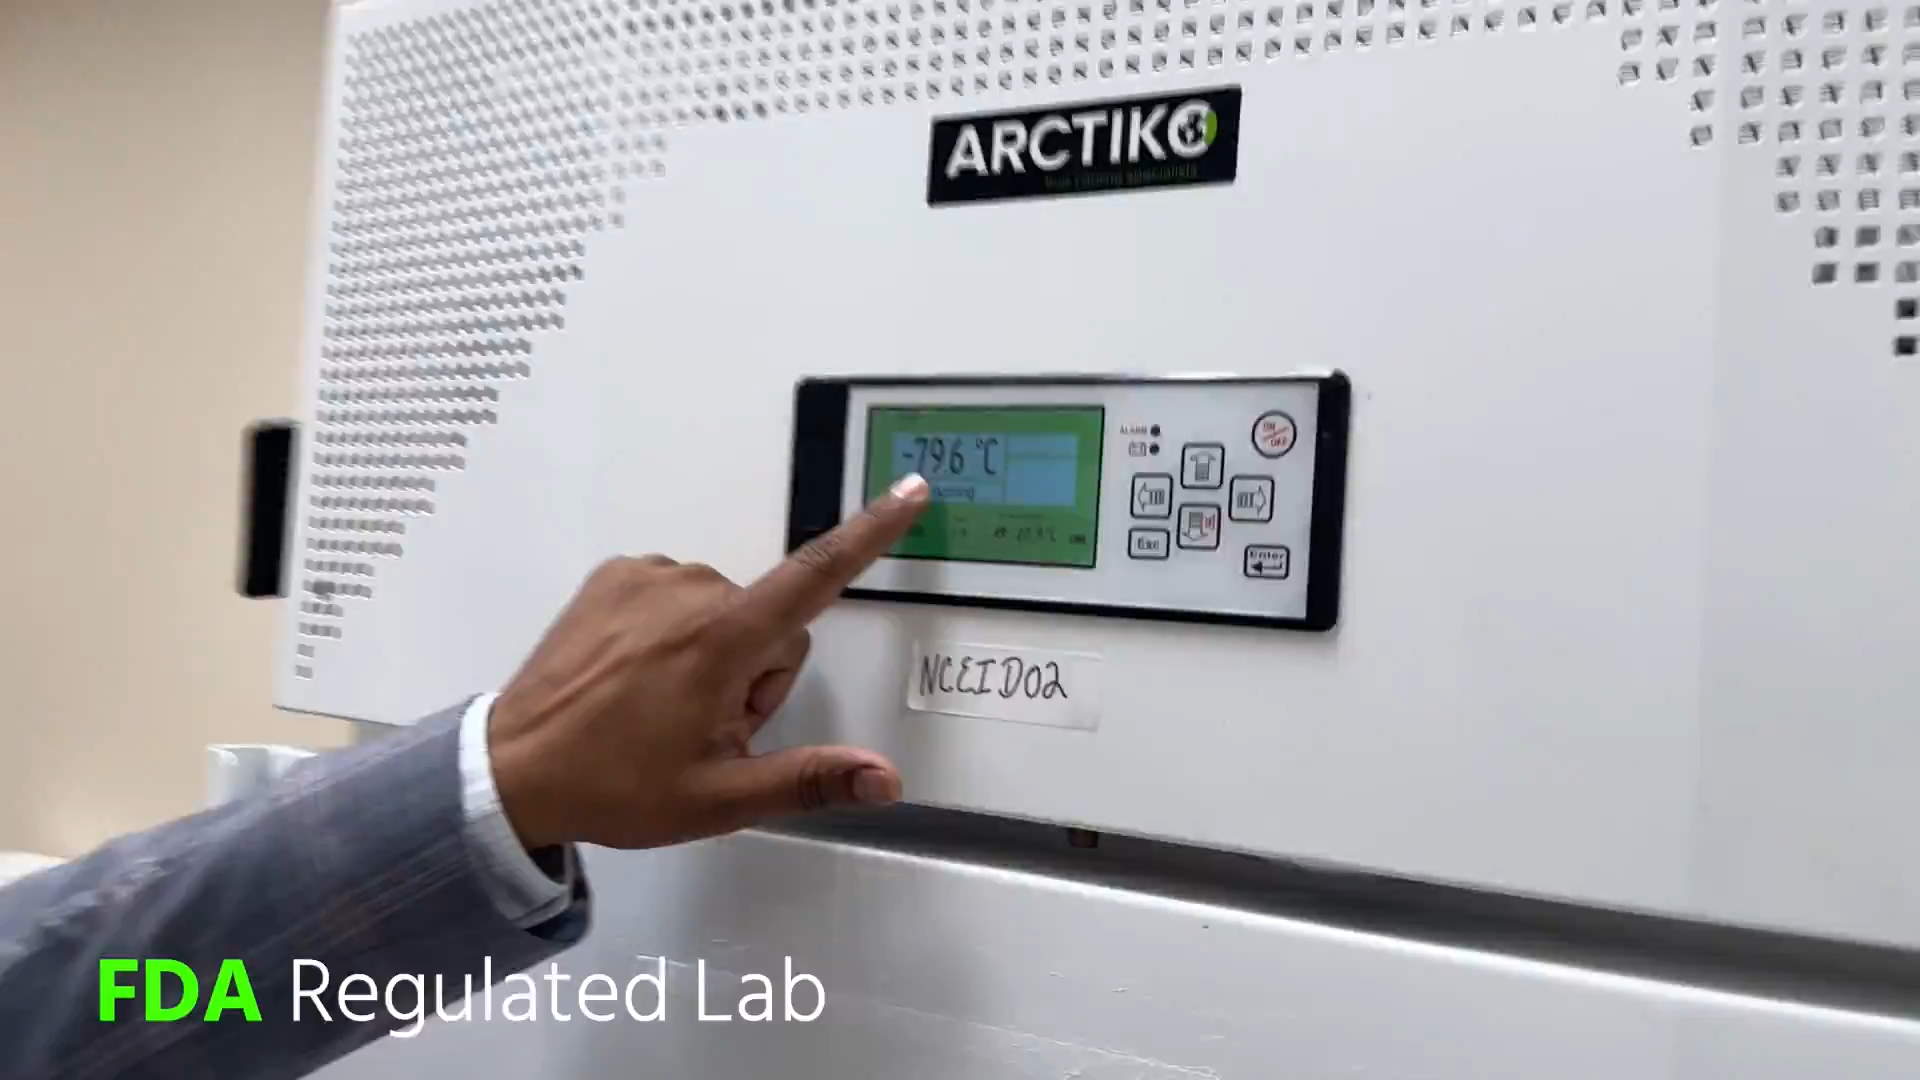 ARCTIKO
-79.6 °C
ALARM
ON
OFF
Esc
Enter
NCEID02
FDA Regulated Lab